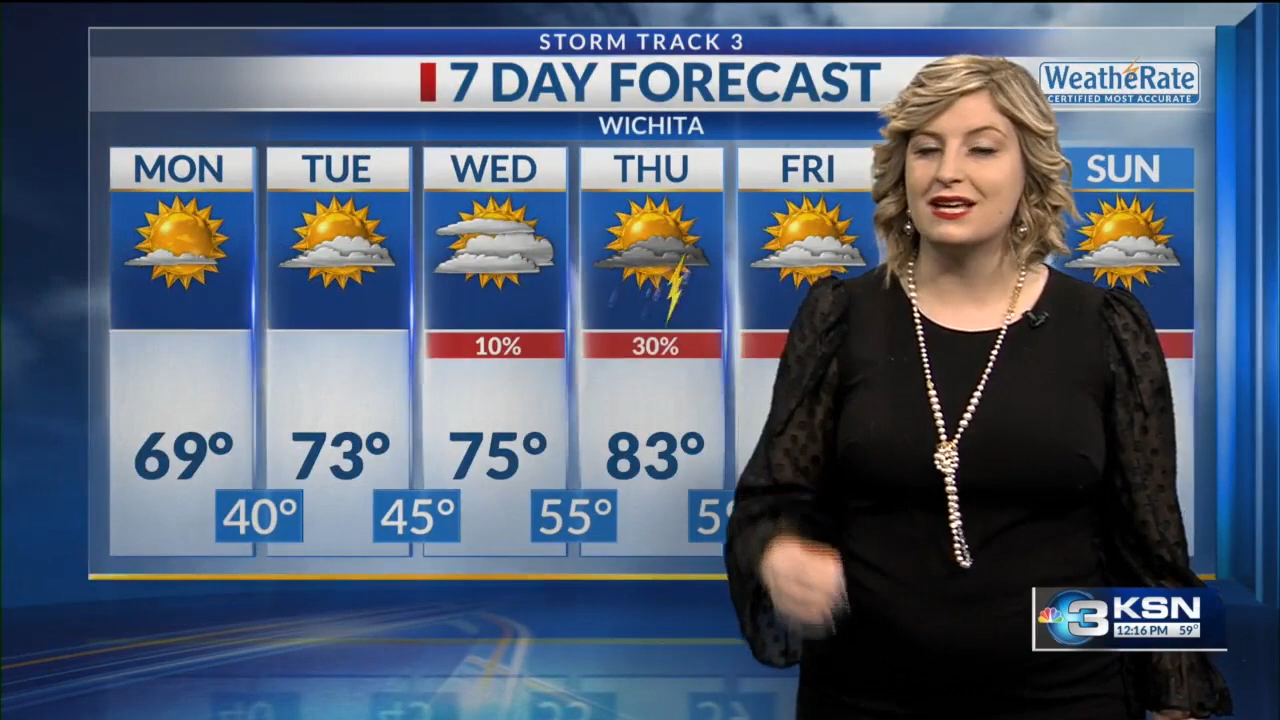 STORM TRACK 3
7 DAY FORECAST
WeatheRate
CERTIFIED MOST ACCURATE
WICHITA
MON TUE WED THU FRI SUN
10% 30%
69° 73° 75° 83°
40° 45° 55°
3 KSN
12:16 PM 59°